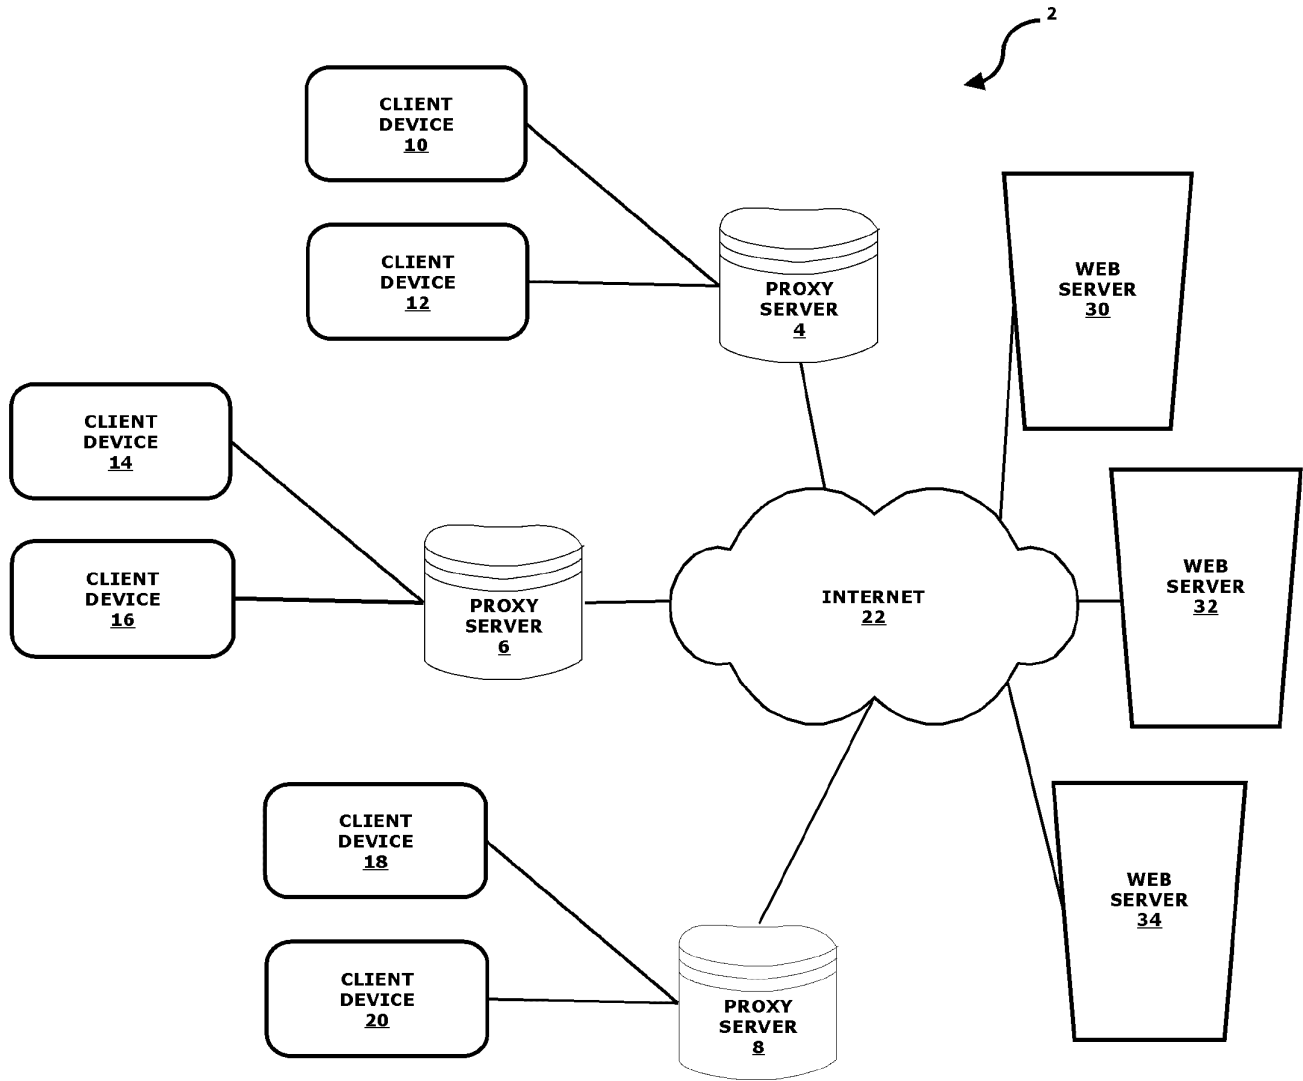 2
CLIENT
DEVICE
10
CLIENT
DEVICE
12
PROXY
SERVER
4
WEB
SERVER
30
CLIENT
DEVICE
14
CLIENT
DEVICE
16
PROXY
SERVER
6
INTERNET
22
WEB
SERVER
32
CLIENT
DEVICE
18
CLIENT
DEVICE
20
PROXY
SERVER
8
WEB
SERVER
34